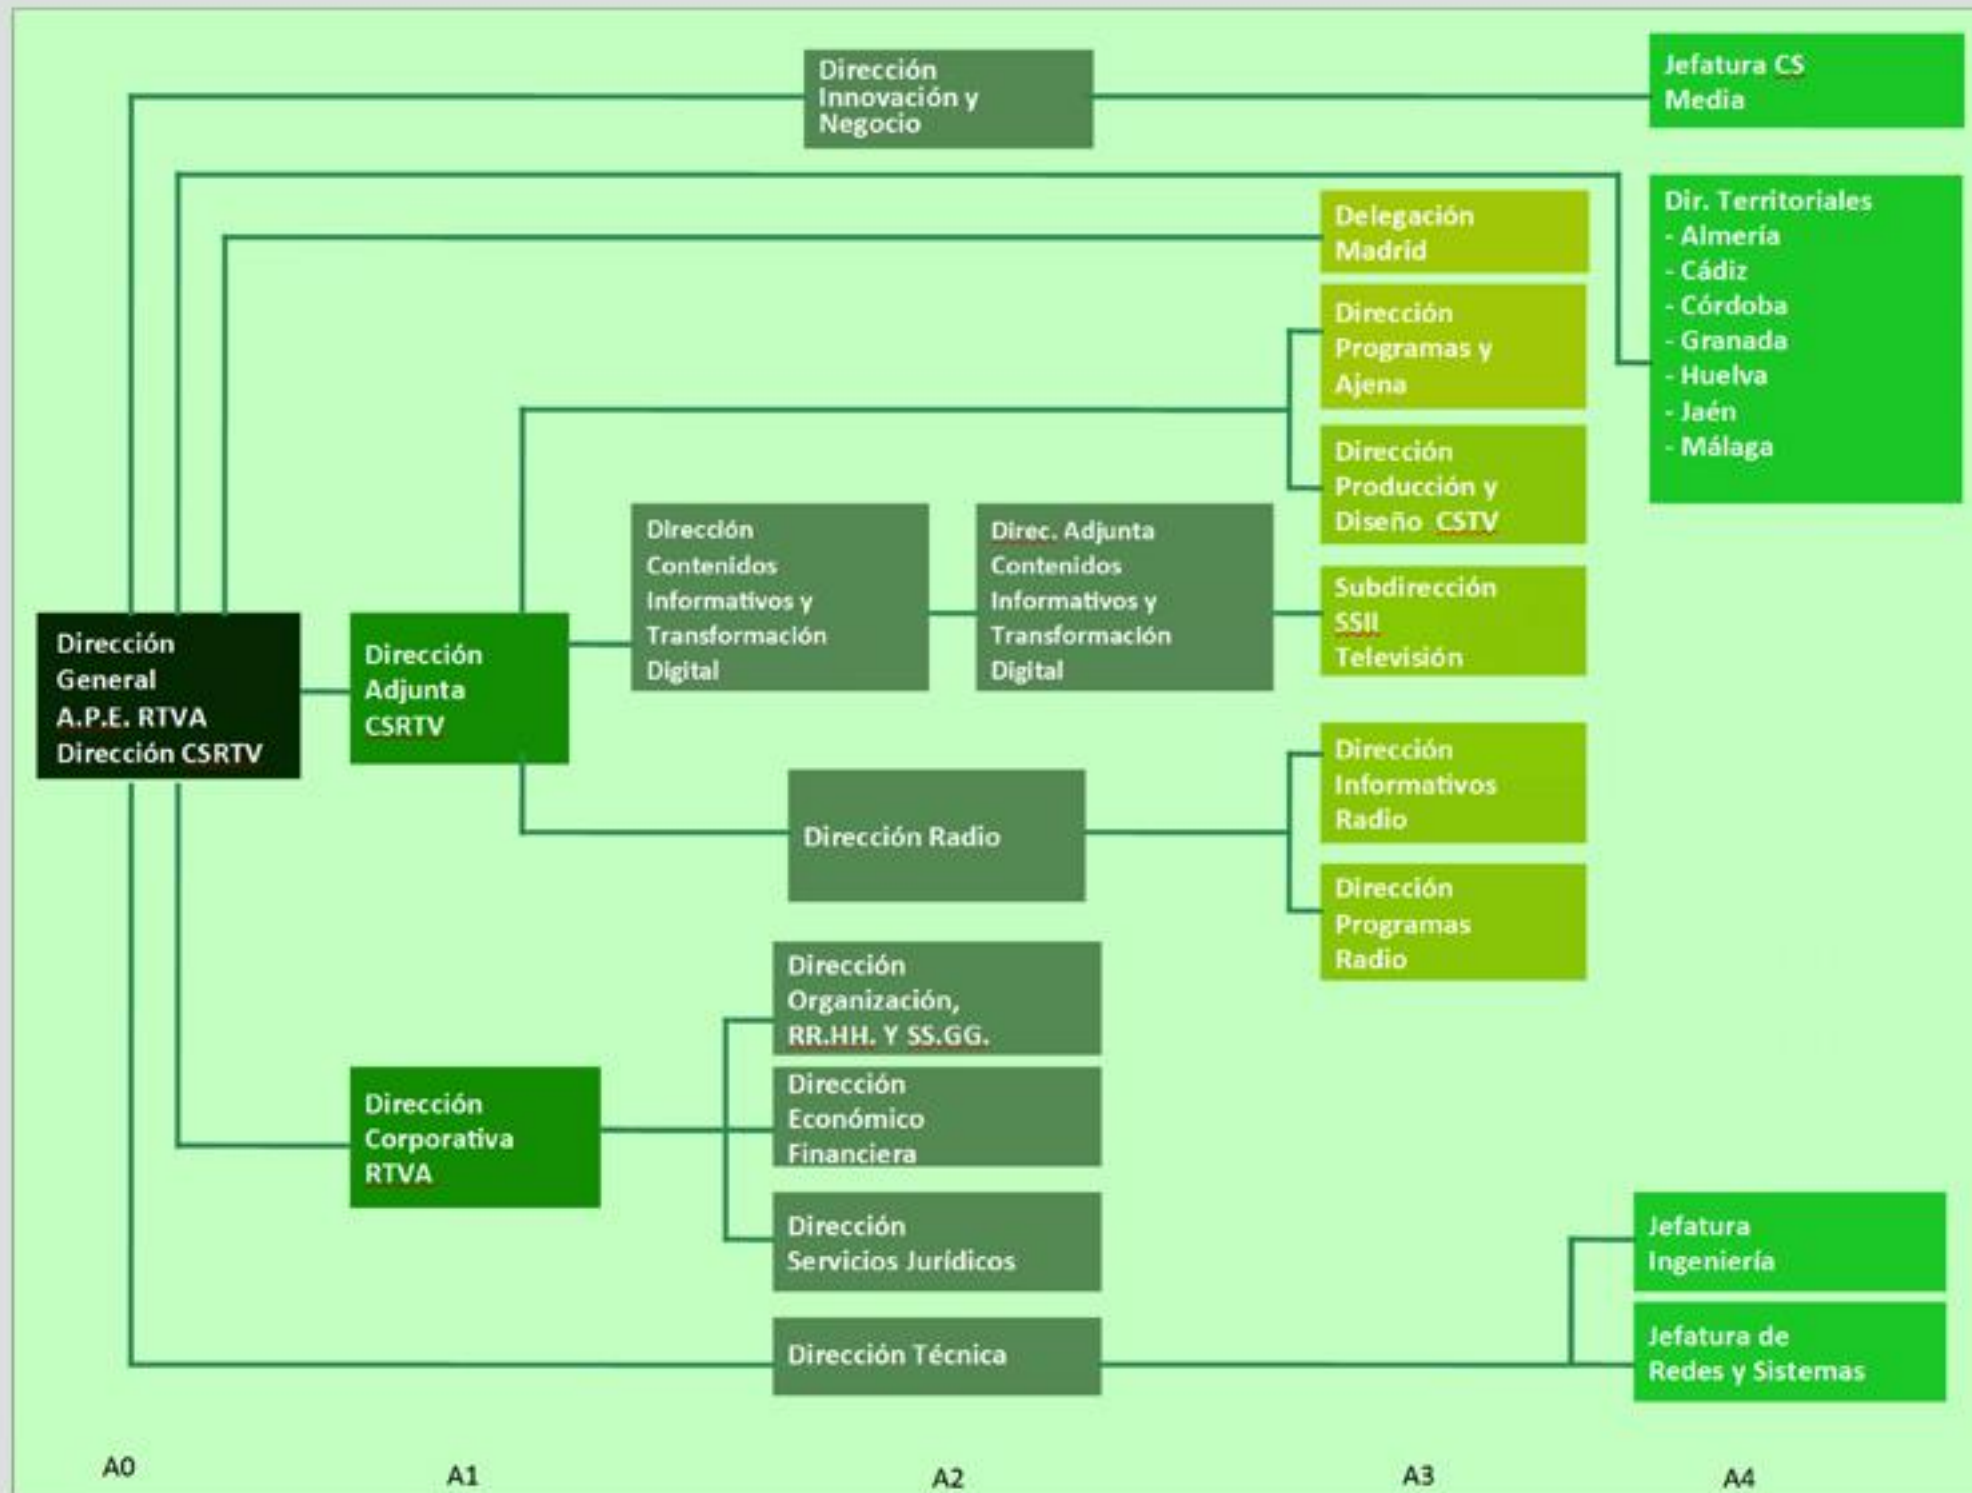 Dirección
Innovación y
Negocio
Jefatura CS
Media
Dir. Territoriales
- Almería
- Cádiz
- Córdoba
- Granada
- Huelva
- Jaén
- Málaga
Delegación
Madrid
Dirección
Programas y
Ajena
Dirección
Producción y
Diseño CSTV
Dirección
Contenidos
Informativos y
Transformación
Digital
Direc. Adjunta
Contenidos
Informativos y
Transformación
Digital
Subdirección
SSII
Televisión
Dirección
General
A.P.E. RTVA
Dirección CSRTV
Dirección
Adjunta
CSRTV
Dirección Radio
Dirección
Informativos
Radio
Dirección
Programas
Radio
Dirección
Organización,
RR.HH. Y SS.GG.
Dirección
Económico
Financiera
Dirección
Corporativa
RTVA
Dirección
Servicios Jurídicos
Dirección Técnica
Jefatura
Ingeniería
Jefatura de
Redes y Sistemas
A0
A1
A2
A3
A4